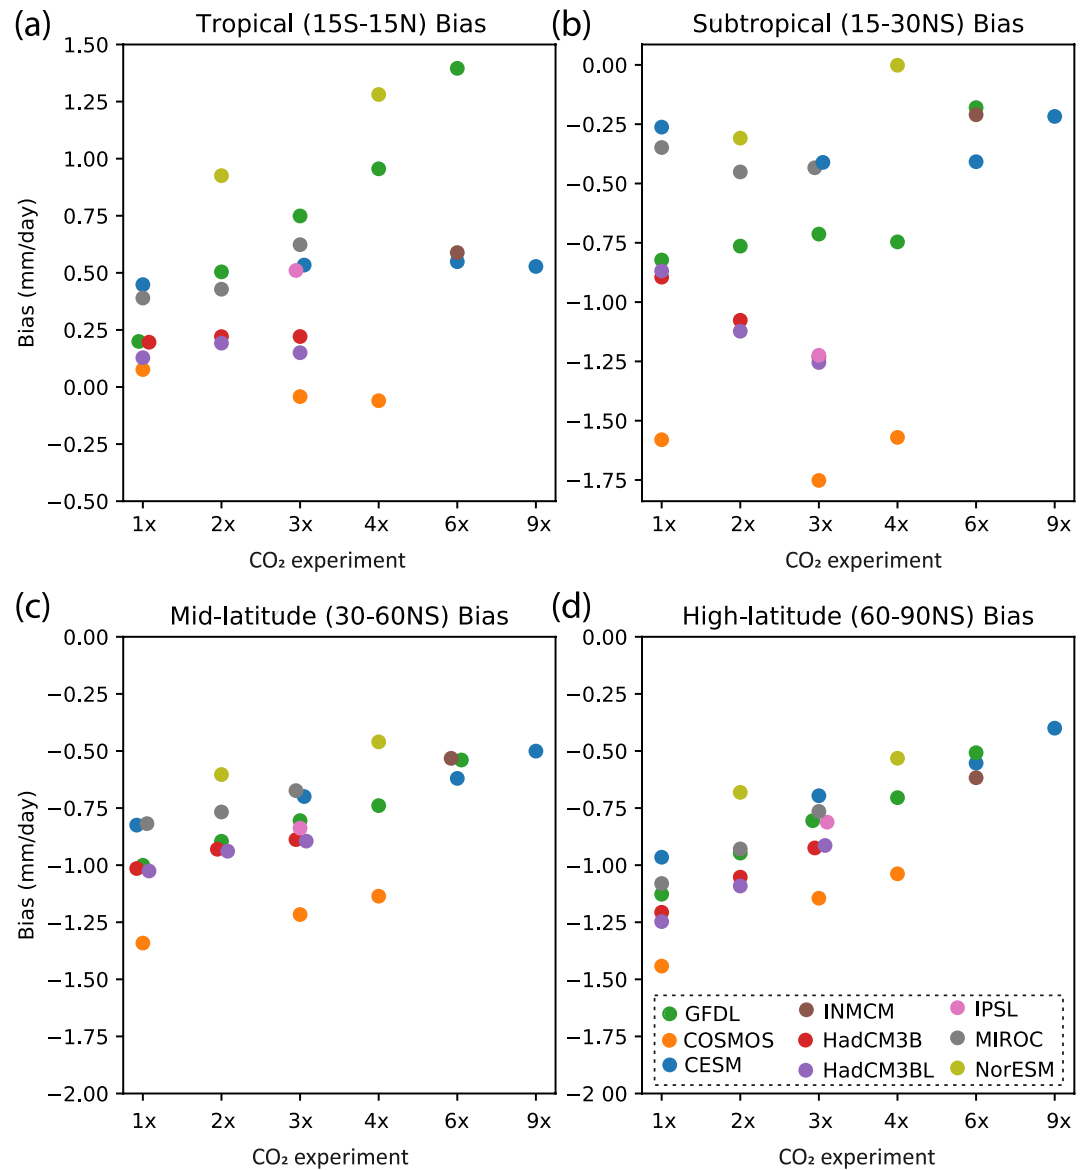 (a) Tropical (15S-15N) Bias
1.50
1.25
1.00
0.75
0.50
0.25
0.00
−0.25
−0.50
Bias (mm/day)
1x 2x 3x 4x 6x 9x
CO₂ experiment
(b) Subtropical (15-30NS) Bias
0.00
−0.25
−0.50
−0.75
−1.00
−1.25
−1.50
−1.75
1x 2x 3x 4x 6x 9x
CO₂ experiment
(c) Mid-latitude (30-60NS) Bias
0.00
−0.25
−0.50
−0.75
−1.00
−1.25
−1.50
−1.75
−2.00
Bias (mm/day)
1x 2x 3x 4x 6x 9x
CO₂ experiment
(d) High-latitude (60-90NS) Bias
0.00
−0.25
−0.50
−0.75
−1.00
−1.25
−1.50
−1.75
−2 00
GFDL INMCM IPSL
COSMOS HadCM3B MIROC
CESM HadCM3BL NorESM
1x 2x 3x 4x 6x 9x
CO₂ experiment